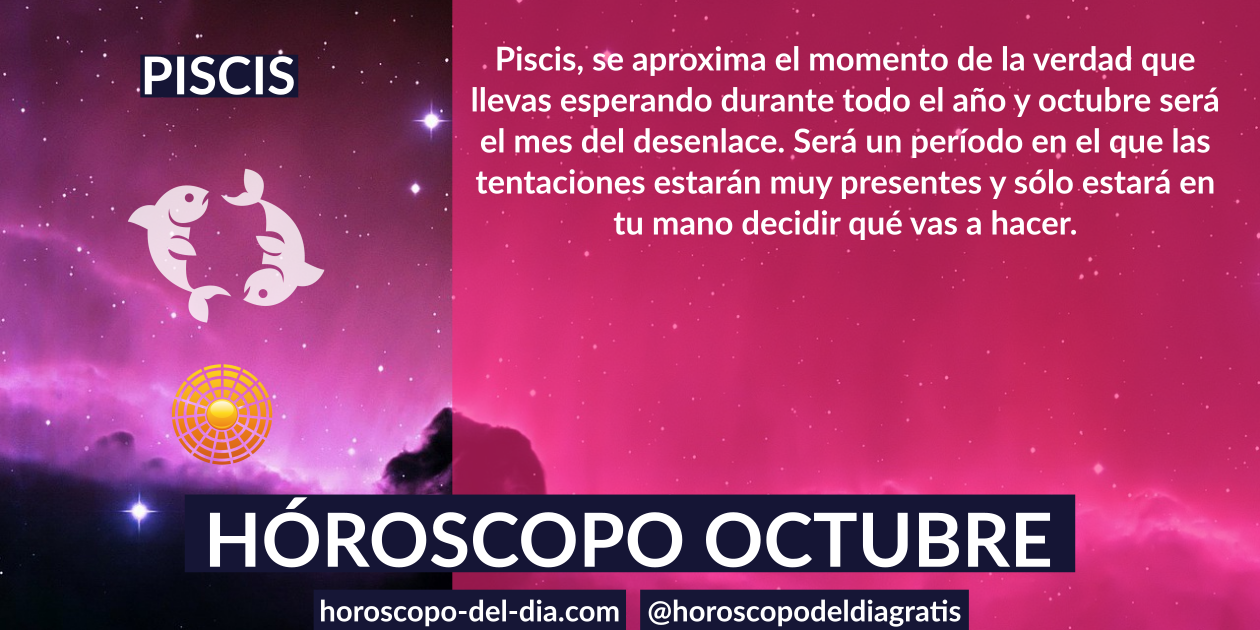 PISCIS
Piscis, se aproxima el momento de la verdad que
llevas esperando durante todo el año y octubre será
el mes del desenlace. Será un período en el que las
tentaciones estarán muy presentes y sólo estará en
tu mano decidir qué vas a hacer.
HÓROSCOPO OCTUBRE
horoscopo-del-dia.com
@horoscopodeldiagratis